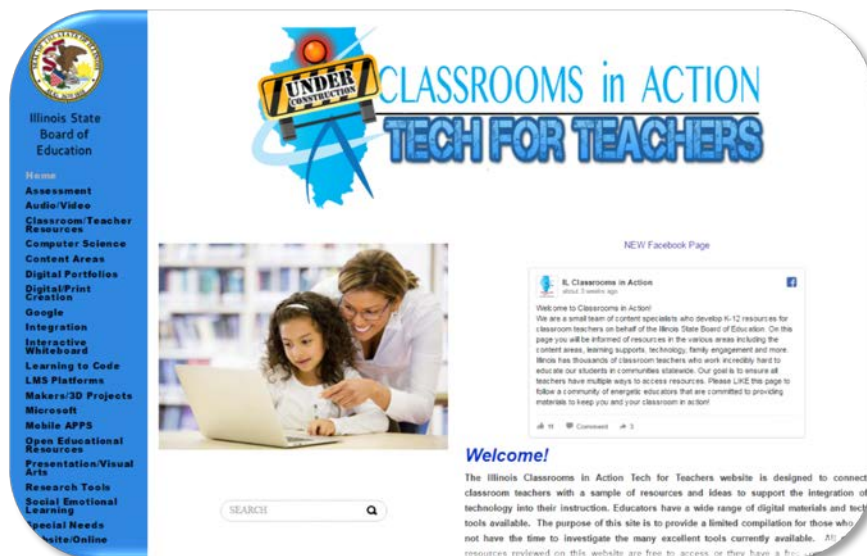 Illinois State
Board of
Education
Home
Assessment
Audio/Video
Classroom/Teacher
Resources
Computer Science
Content Areas
Digital Portfolios
Digital/Print
Creation
Google
Integration
Interactive
Whiteboard
Learning to Code
LMS Platforms
Makers/3D Projects
Microsoft
Mobile APPS
Open Educational
Resources
Presentation/Visual
Arts
Research Tools
Social Emotional
Learning
Special Needs
UNDER
CONSTRUCTION
CLASSROOMS in ACTION
TECH FOR TEACHERS
NEW Facebook Page
IL Classrooms in Action
about 3 weeks ago
Welcome to Classrooms in Action!
We are a small team of content specialists who develop K-12 resources for
classroom teachers on behalf of the Illinois State Board of Education. On this
page you will be informed of resources in the various areas including the
content areas, learning supports, technology, family engagement and more.
Illinois has thousands of classroom teachers who work incredibly hard to
educate our students in communities statewide. Our goal is to ensure all
teachers have multiple ways to access resources. Please LIKE this page to
follow a community of energetic educators that are committed to providing
materials to keep you and your classroom in action!
11 Comment 3
SEARCH
Welcome!
The Illinois Classrooms in Action Tech for Teachers website is designed to connect
classroom teachers with a sample of resources and ideas to support the integration of
technology into their instruction. Educators have a wide range of digital materials and tech
tools available. The purpose of this site is to provide a limited compilation for those who
not have the time to investigate the many excellent tools currently available. All
resources reviewed on this website are free to access or they have a free